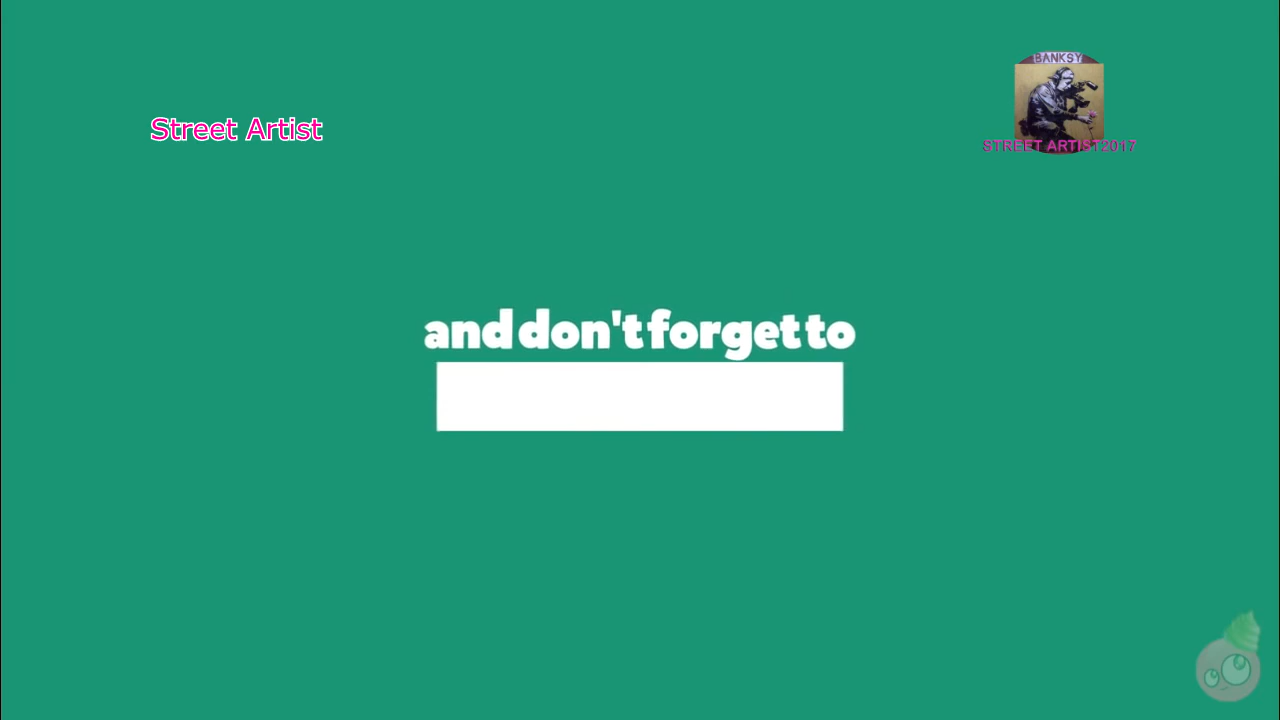 BANKSY
Street Artist
STREET ARTIST2017
and don't forget to